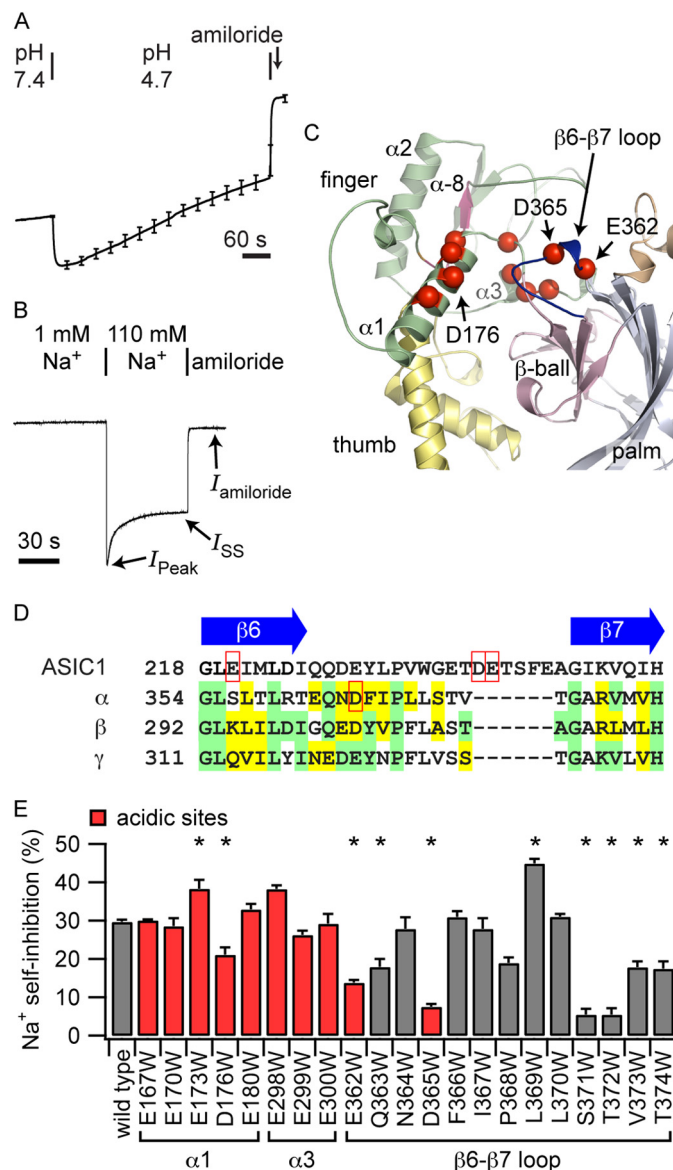 A
amiloride
pH pH
7.4 4.7
60 s
B
1 mM 110 mM
Na+ Na+ amiloride
Iamiloride
ISS
IPeak
30 s
C
β6-β7 loop
α2
finger
α-8
D365
E362
α3
α1
D176
β-ball
thumb
palm
D
β6 β7
ASIC1 218 GLEIMLDIQQDEYLPVWGETDETSFEAGIKVQIH
α 354 GLSLTLRTEQNDFIPLLSTV------TGARVMVH
β 292 GLKLILDIGQEDYVPFLAST------AGARLMLH
γ 311 GLQVILYINEDEYNPFLVSS------TGAKVLVH
E
acidic sites
Na+ self-inhibition (%)
50
40
30
20
10
0
* * * * * * * * * *
wild type
E167W
E170W
E173W
D176W
E180W
E298W
E299W
E300W
E362W
Q363W
N364W
D365W
F366W
I367W
P368W
L369W
L370W
S371W
T372W
V373W
T374W
α1 α3 β6-β7 loop